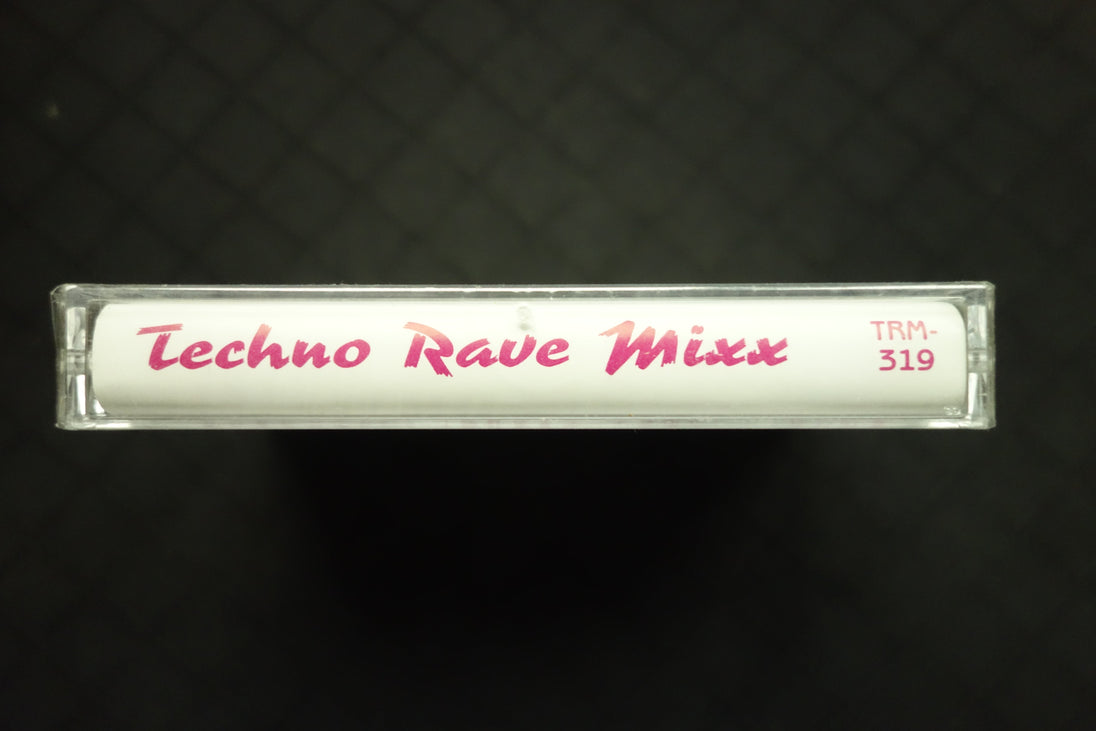 Techno Rave Mixx
TRM-
319